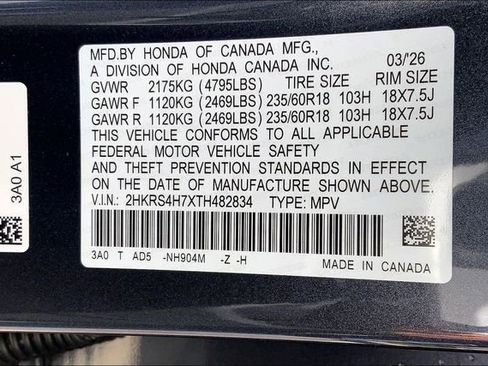 MFD.BY HONDA OF CANADA MFG.,
A DIVISION OF HONDA CANADA INC. 03/'26
GVWR 2175KG (4795LBS) TIRE SIZE RIM SIZE
GAWR F 1120KG (2469LBS) 235/60R18 103H 18X7.5J
GAWR R 1120KG (2469LBS) 235/60R18 103H 18X7.5J
THIS VEHICLE CONFORMS TO ALL APPLICABLE
FEDERAL MOTOR VEHICLE SAFETY
AND THEFT PREVENTION STANDARDS IN EFFECT
ON THE DATE OF MANUFACTURE SHOWN ABOVE.
V.I.N.: 2HKRS4H7XTH482834 TYPE: MPV
3A0 T AD5 -NH904M -Z -H
MADE IN CANADA
3A0 A1